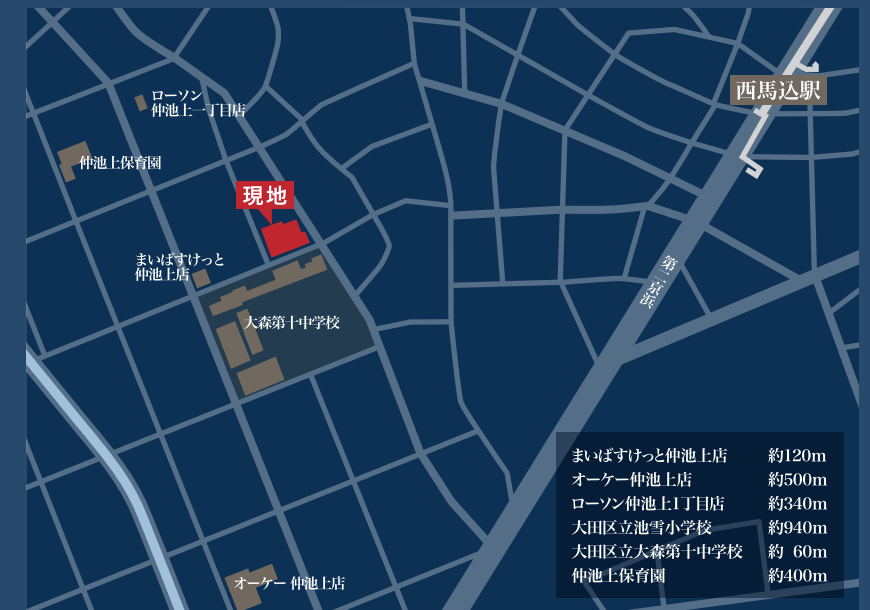 西馬込駅
ローソン
仲池上一丁目店
仲池上保育園
現地
まいばすけっと
仲池上店
第二京浜
大森第十中学校
オーケー 仲池上店
まいばすけっと仲池上店 約120m
オーケー仲池上店 約500m
ローソン仲池上1丁目店 約340m
大田区立池雪小学校 約940m
大田区立大森第十中学校 約 60m
仲池上保育園 約400m